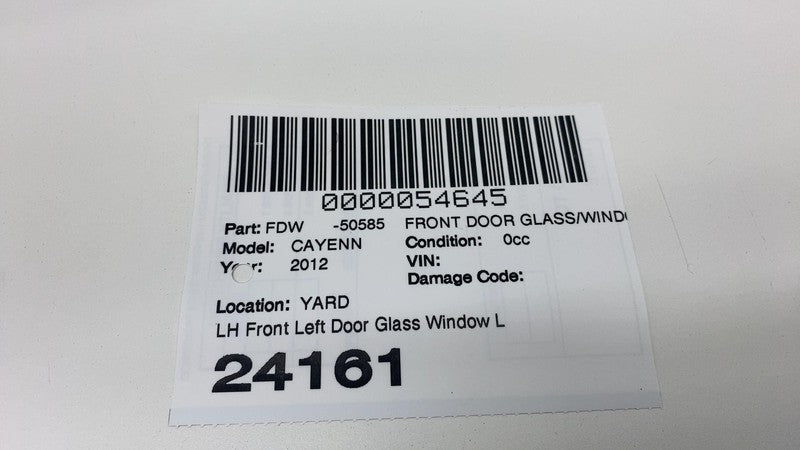 0000054645
Part: FDW -50585 FRONT DOOR GLASS/WINDO
Model: CAYENN Condition: 0cc
Year: 2012 VIN:
Damage Code:
Location: YARD
LH Front Left Door Glass Window L
24161